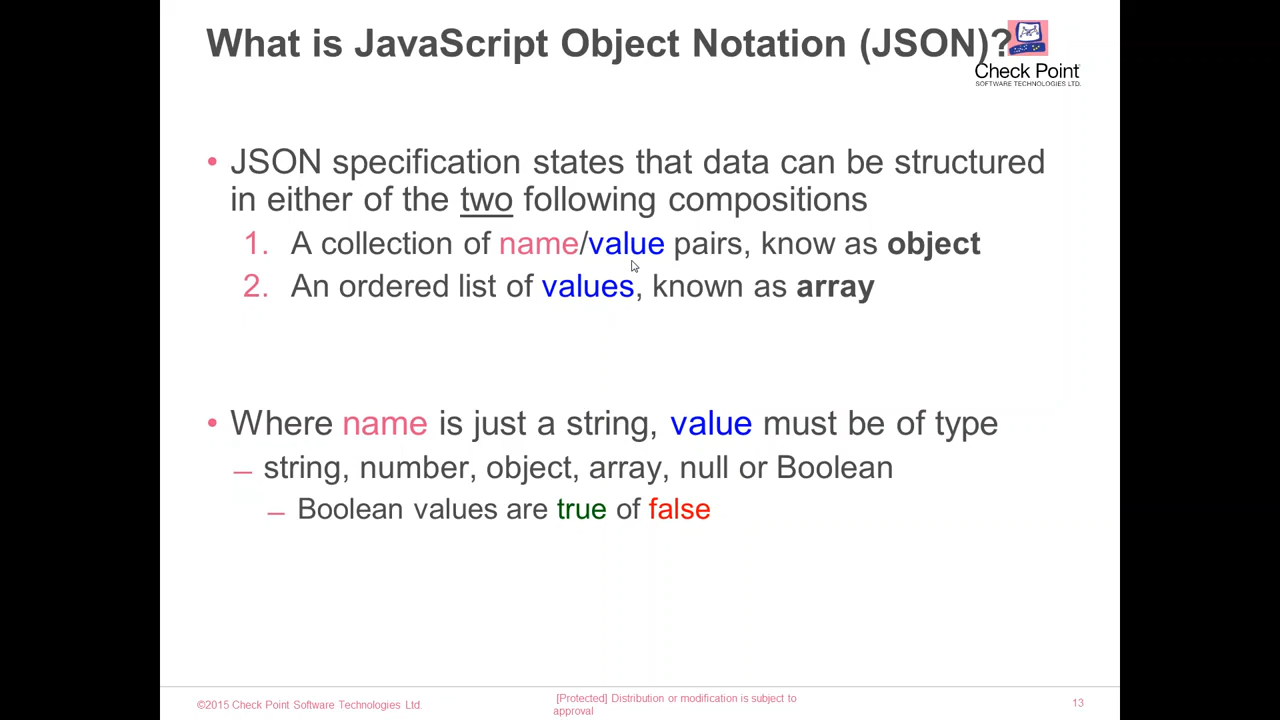 What is JavaScript Object Notation (JSON)?
Check Point
SOFTWARE TECHNOLOGIES LTD.
• JSON specification states that data can be structured
in either of the two following compositions
1. A collection of name/value pairs, know as object
2. An ordered list of values, known as array
• Where name is just a string, value must be of type
– string, number, object, array, null or Boolean
– Boolean values are true of false
©2015 Check Point Software Technologies Ltd.
[Protected] Distribution or modification is subject to
approval
13